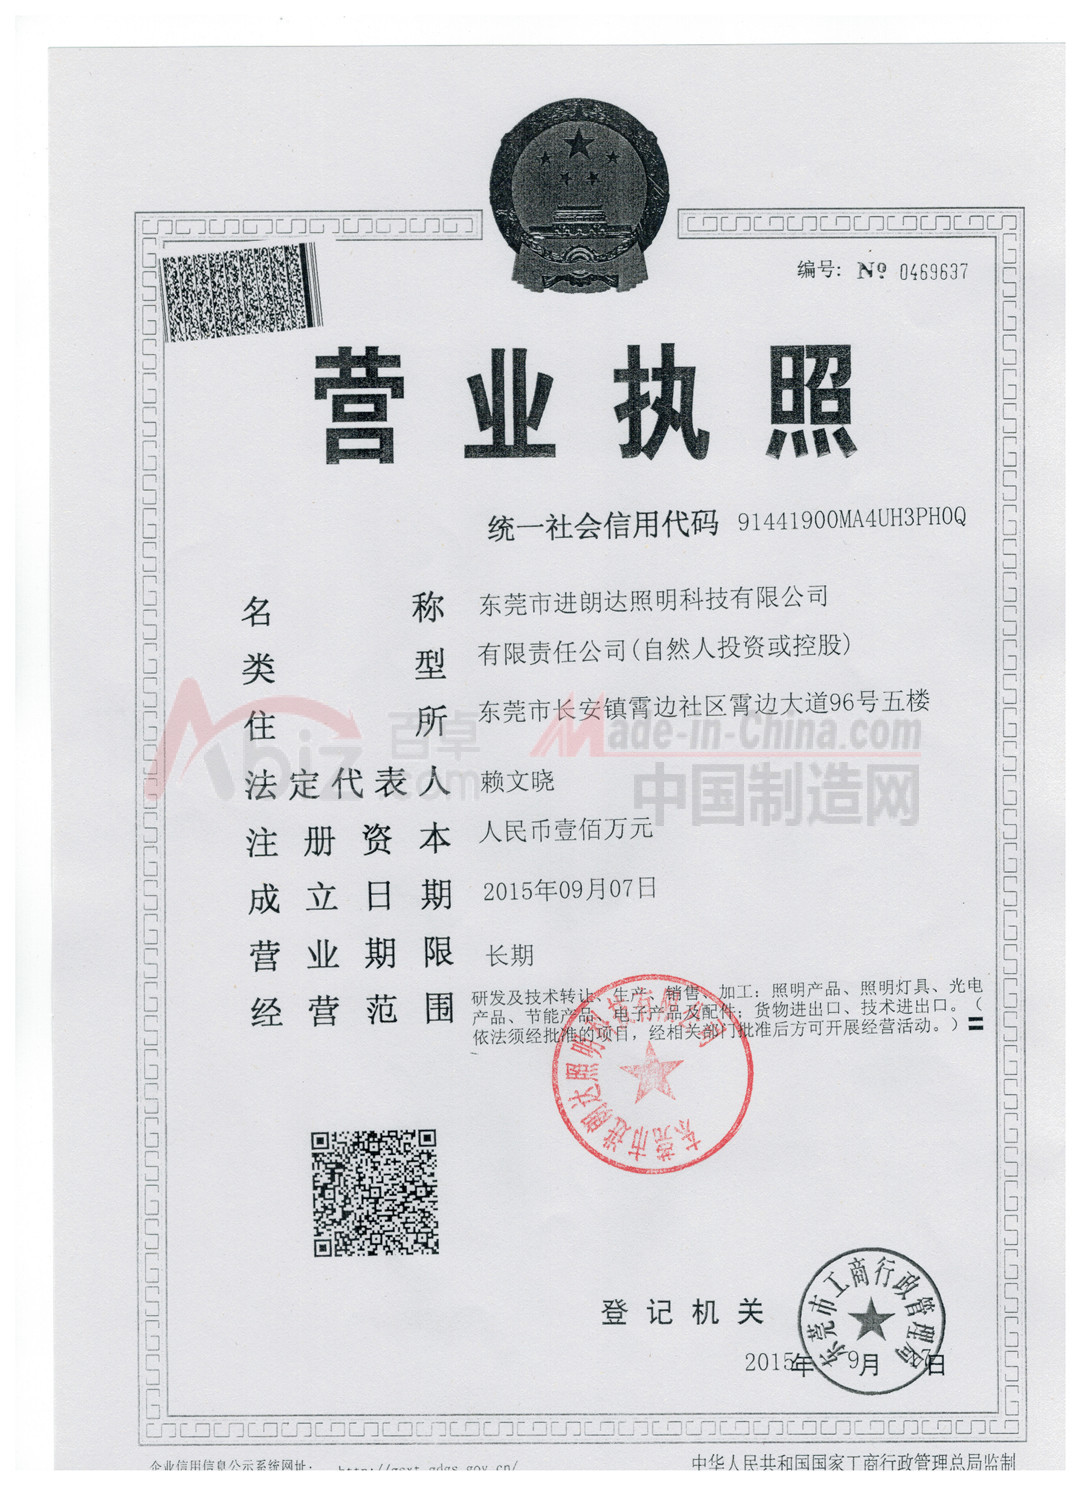 编号: № 0469637
营业执照
统一社会信用代码 91441900MA4UH3PH0Q
名称 东莞市进朗达照明科技有限公司
类型 有限责任公司(自然人投资或控股)
住所 东莞市长安镇霄边社区霄边大道96号五楼
Abiz 百卓 .com
Made-in-China.com
中国制造网
法定代表人 赖文晓
注册资本 人民币壹佰万元
成立日期 2015年09月07日
营业期限 长期
经营范围 研发及技术转让、生产、销售、加工：照明产品、照明灯具、光电
产品、节能产品、电子产品及配件；货物进出口、技术进出口。（
依法须经批准的项目，经相关部门批准后方可开展经营活动。）
东莞市进朗达照明科技有限公司
登记机关
东莞市工商行政管理局
2015年 9月 日
企业信用信息公示系统网址：
中华人民共和国国家工商行政管理总局监制